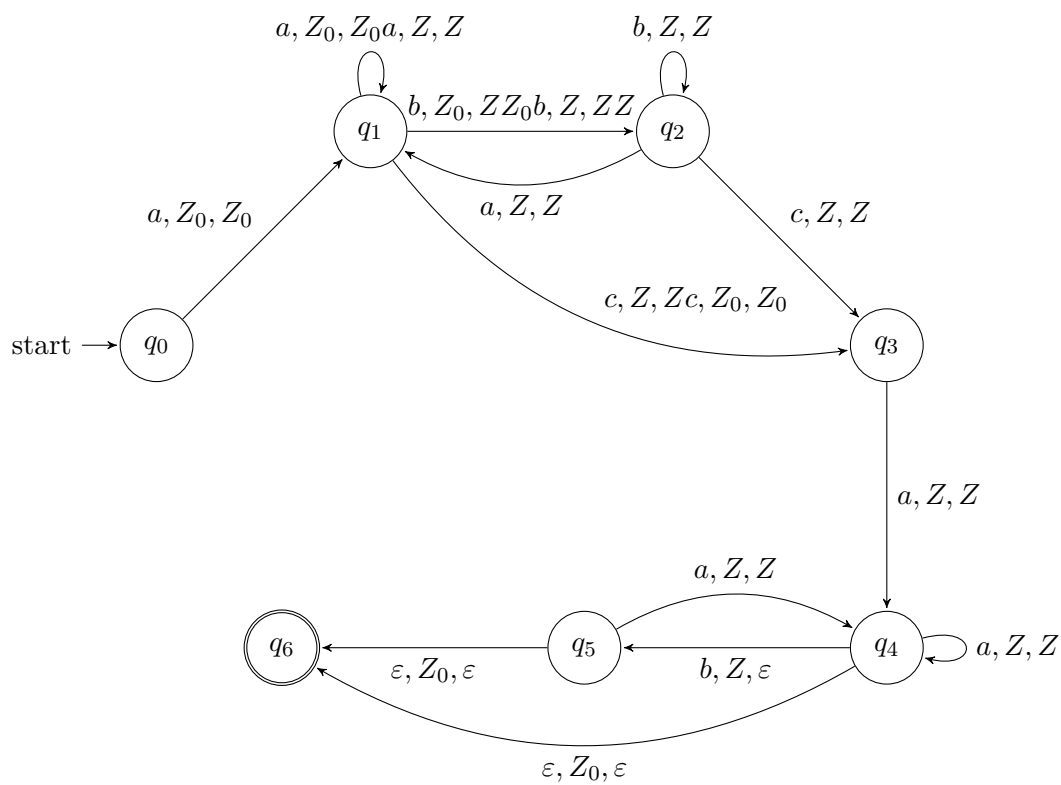 a, Z₀, Z₀a, Z, Z
b, Z, Z
b, Z₀, ZZ₀b, Z, ZZ
q₁
q₂
a, Z, Z
a, Z₀, Z₀
c, Z, Z
c, Z, Zc, Z₀, Z₀
start
q₀
q₃
a, Z, Z
a, Z, Z
q₆
q₅
q₄
a, Z, Z
ε, Z₀, ε
b, Z, ε
ε, Z₀, ε